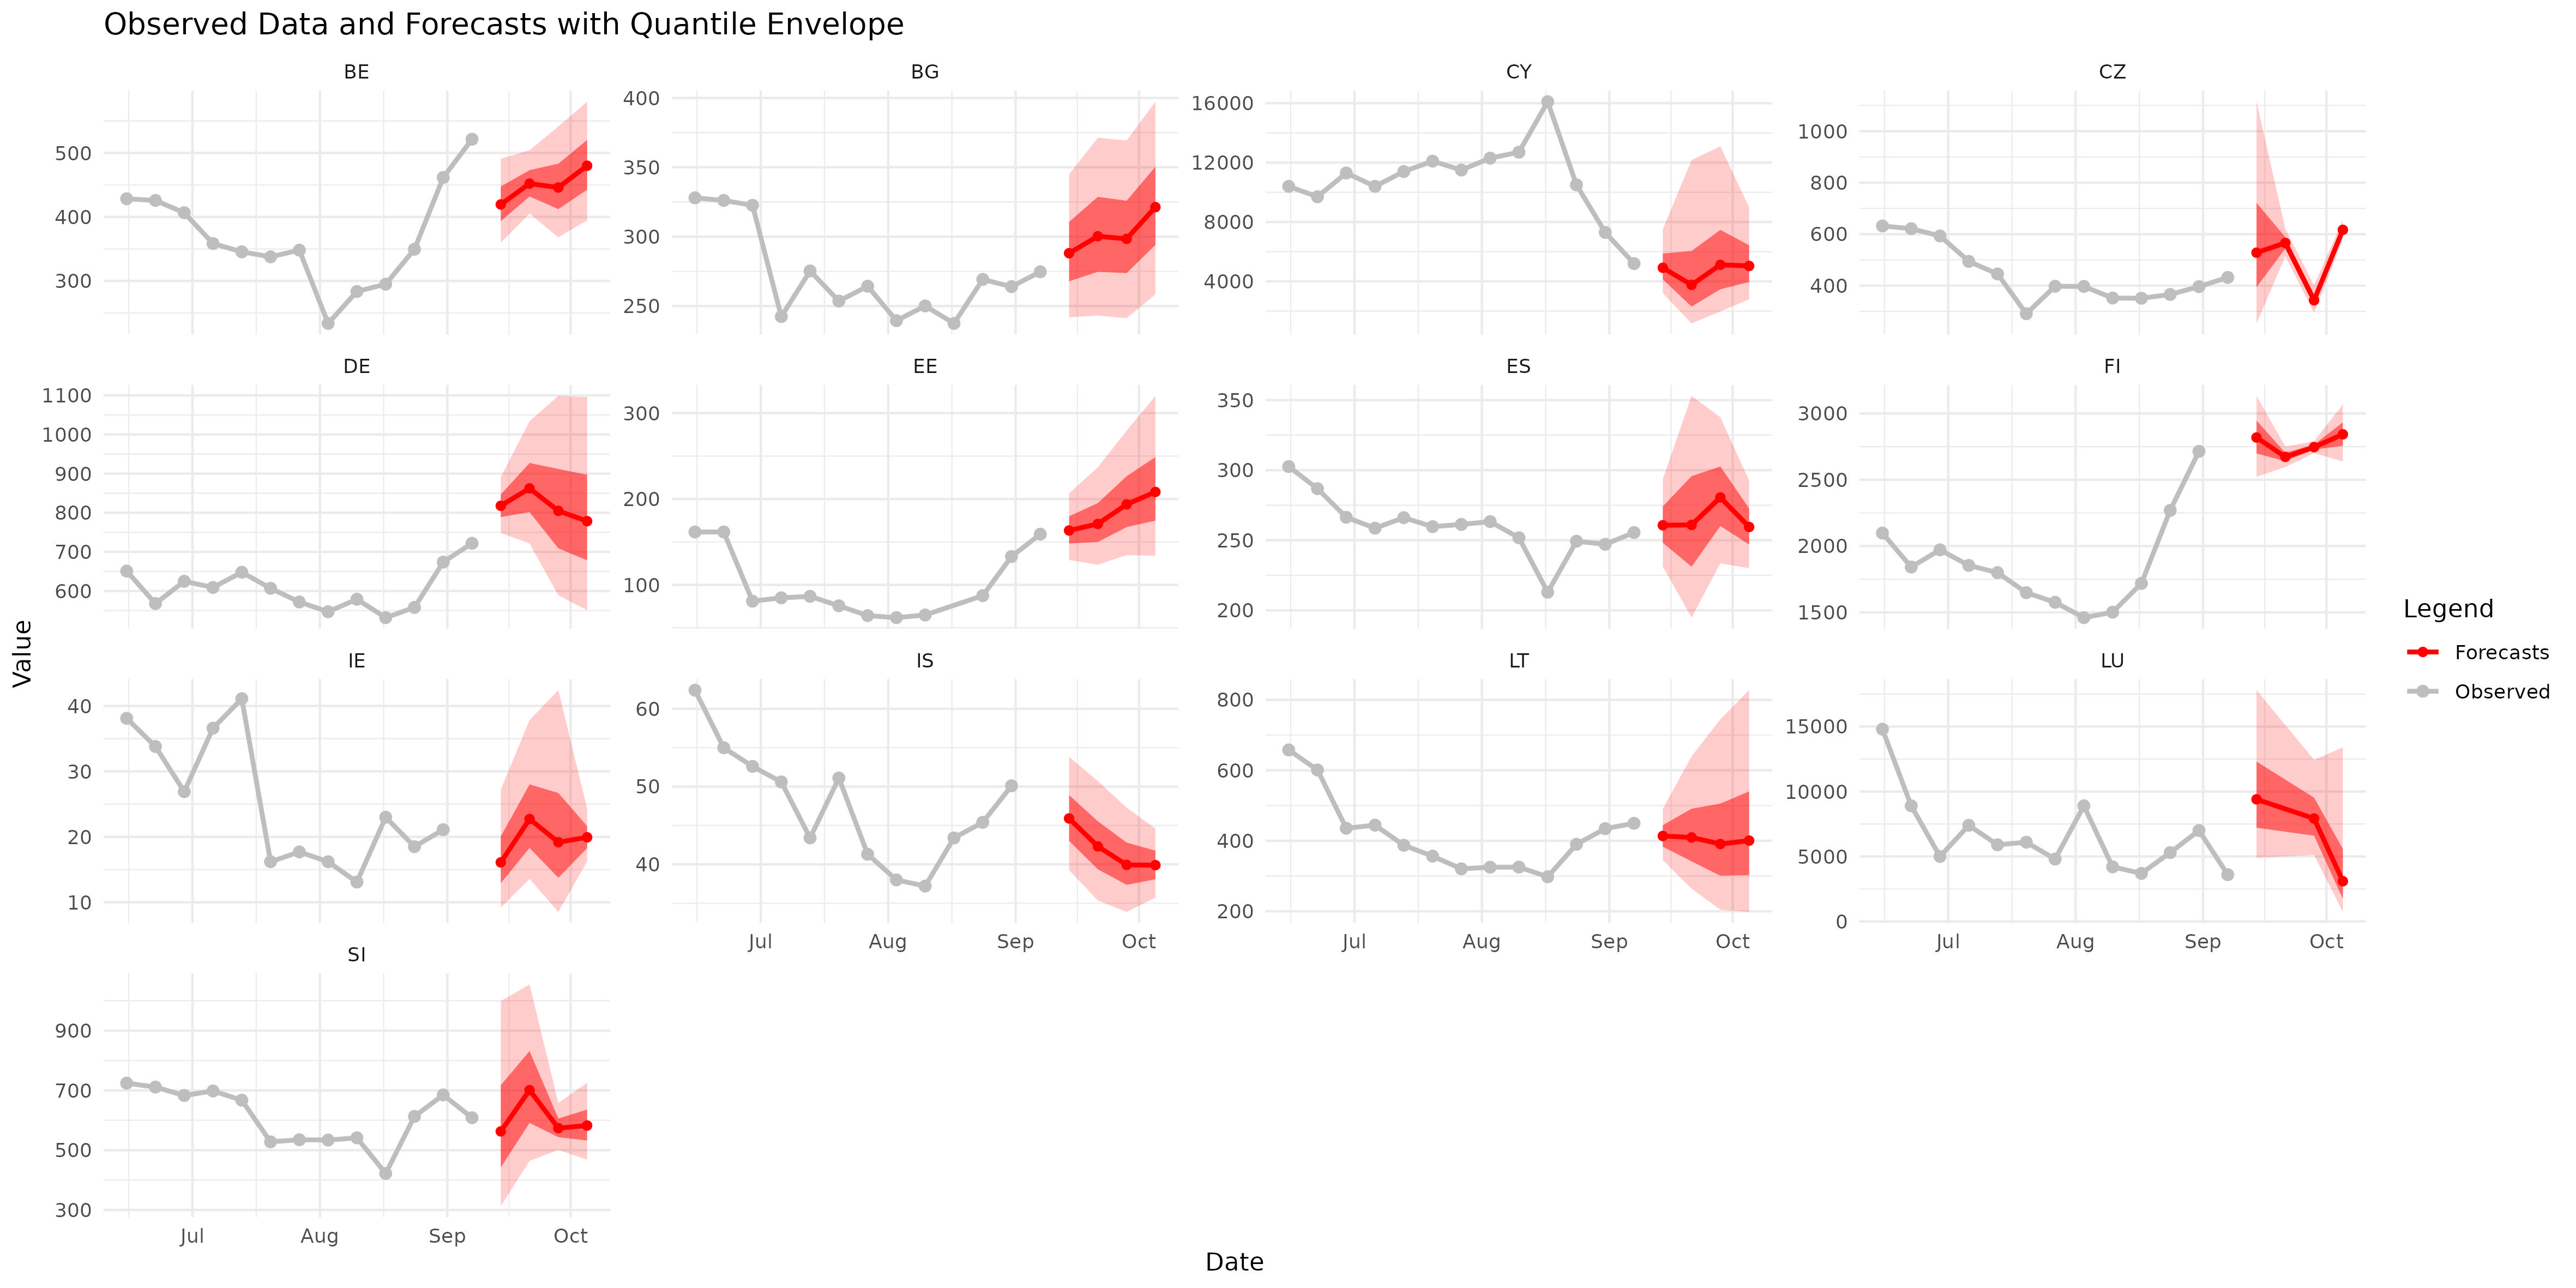 Observed Data and Forecasts with Quantile Envelope
BE
BG
CY
CZ
500
400
300
400
350
300
250
16000
12000
8000
4000
1000
800
600
400
DE
EE
ES
FI
1100
1000
900
800
700
600
300
200
100
350
300
250
200
3000
2500
2000
1500
IE
IS
LT
LU
40
30
20
10
60
50
40
800
600
400
200
15000
10000
5000
0
Jul Aug Sep Oct
Jul Aug Sep Oct
Jul Aug Sep Oct
SI
900
700
500
300
Jul Aug Sep Oct
Value
Date
Legend
Forecasts
Observed